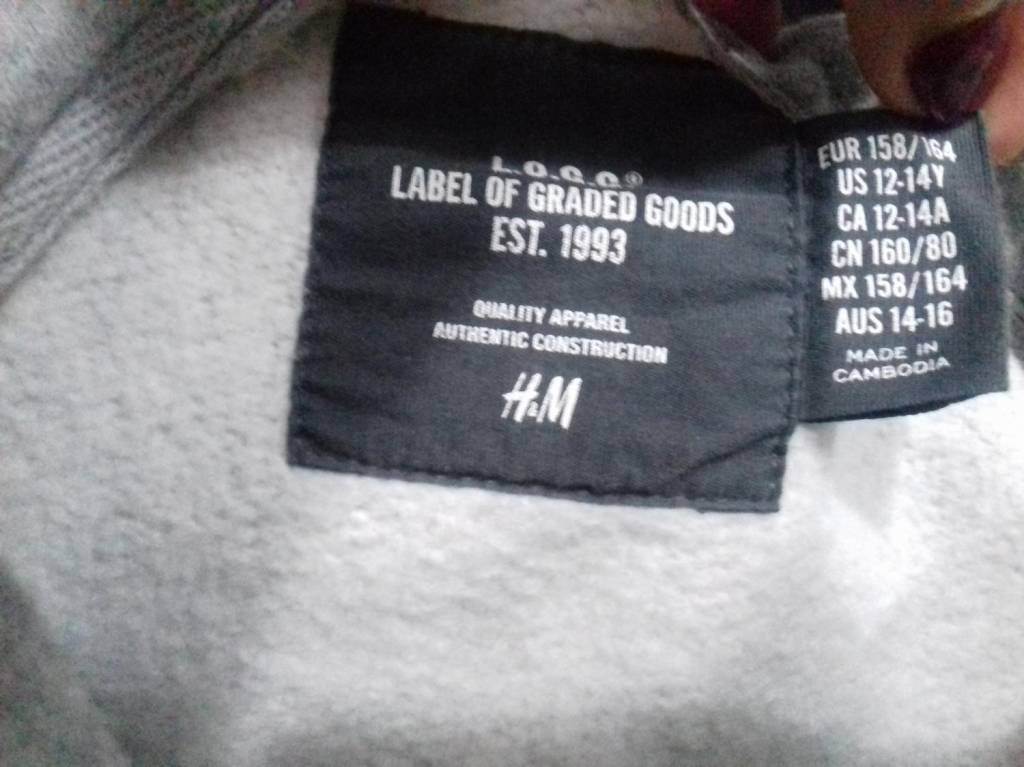 L.O.G.G.®
LABEL OF GRADED GOODS
EST. 1993
QUALITY APPAREL
AUTHENTIC CONSTRUCTION
H&M
EUR 158/164
US 12-14Y
CA 12-14A
CN 160/80
MX 158/164
AUS 14-16
MADE IN
CAMBODIA